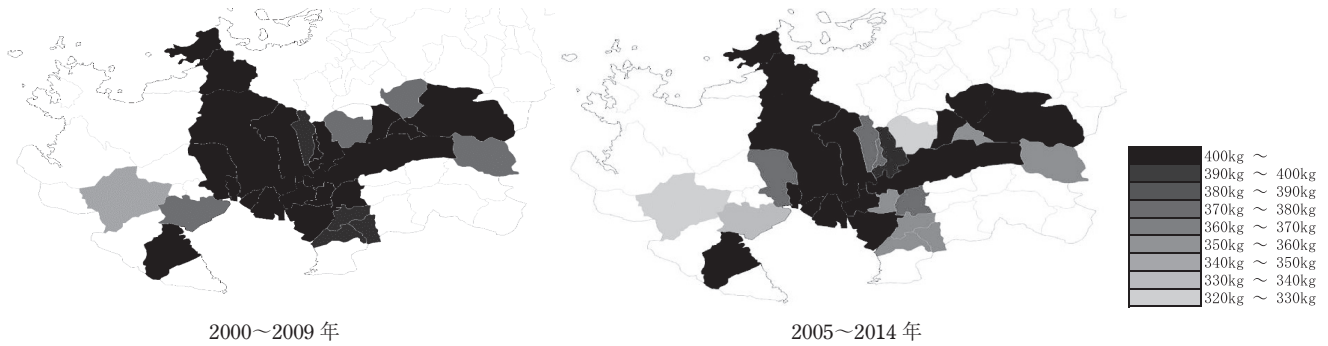 400kg ～
390kg ～ 400kg
380kg ～ 390kg
370kg ～ 380kg
360kg ～ 370kg
350kg ～ 360kg
340kg ～ 350kg
330kg ～ 340kg
320kg ～ 330kg
2000～2009 年
2005～2014 年